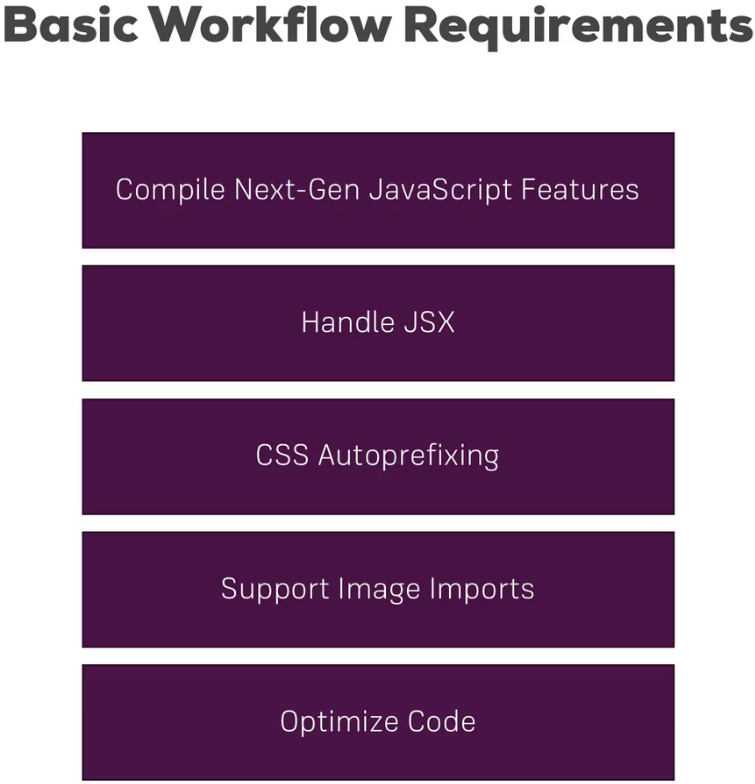 Basic Workflow Requirements
Compile Next-Gen JavaScript Features
Handle JSX
CSS Autoprefixing
Support Image Imports
Optimize Code